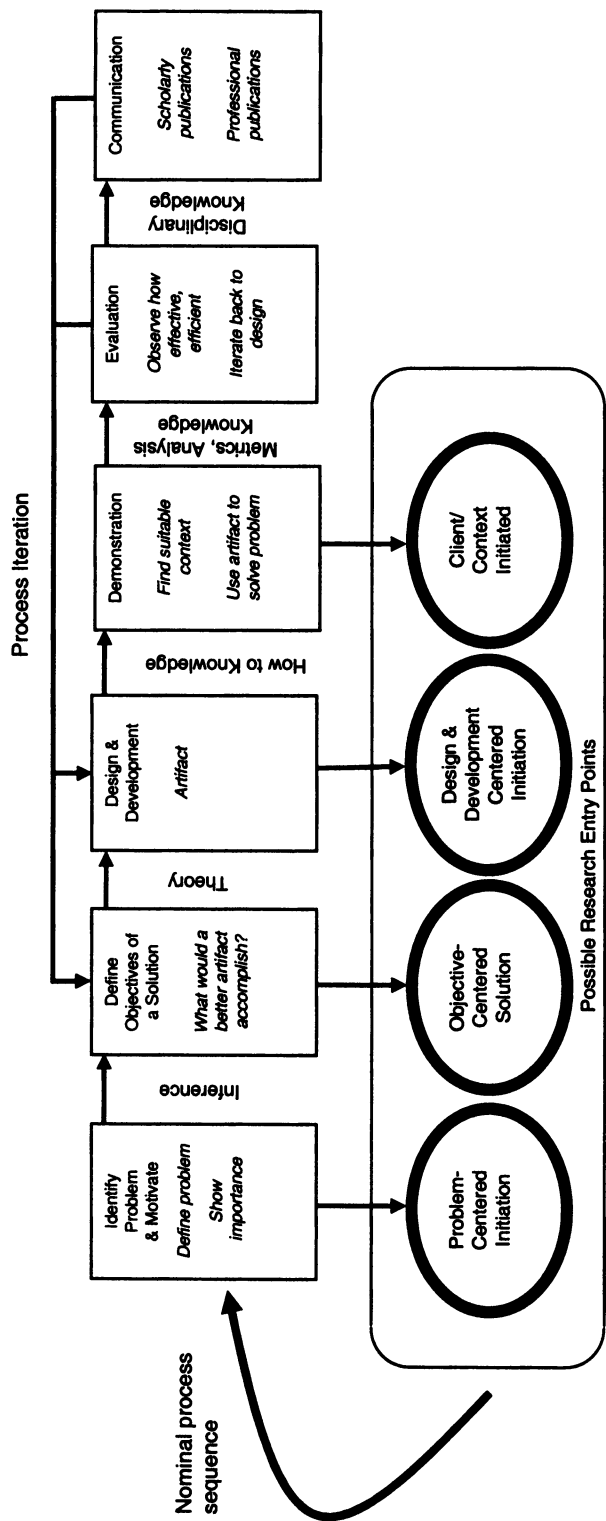 Process Iteration
Identify
Problem
& Motivate
Define problem
Show
importance
Inference
Define
Objectives of
a Solution
What would a
better artifact
accomplish?
Theory
Design &
Development
Artifact
How to Knowledge
Demonstration
Find suitable
context
Use artifact to
solve problem
Metrics, Analysis
Knowledge
Evaluation
Observe how
effective,
efficient
Iterate back to
design
Disciplinary
Knowledge
Communication
Scholarly
publications
Professional
publications
Nominal process
sequence
Problem-
Centered
Initiation
Objective-
Centered
Solution
Design &
Development
Centered
Initiation
Client/
Context
Initiated
Possible Research Entry Points